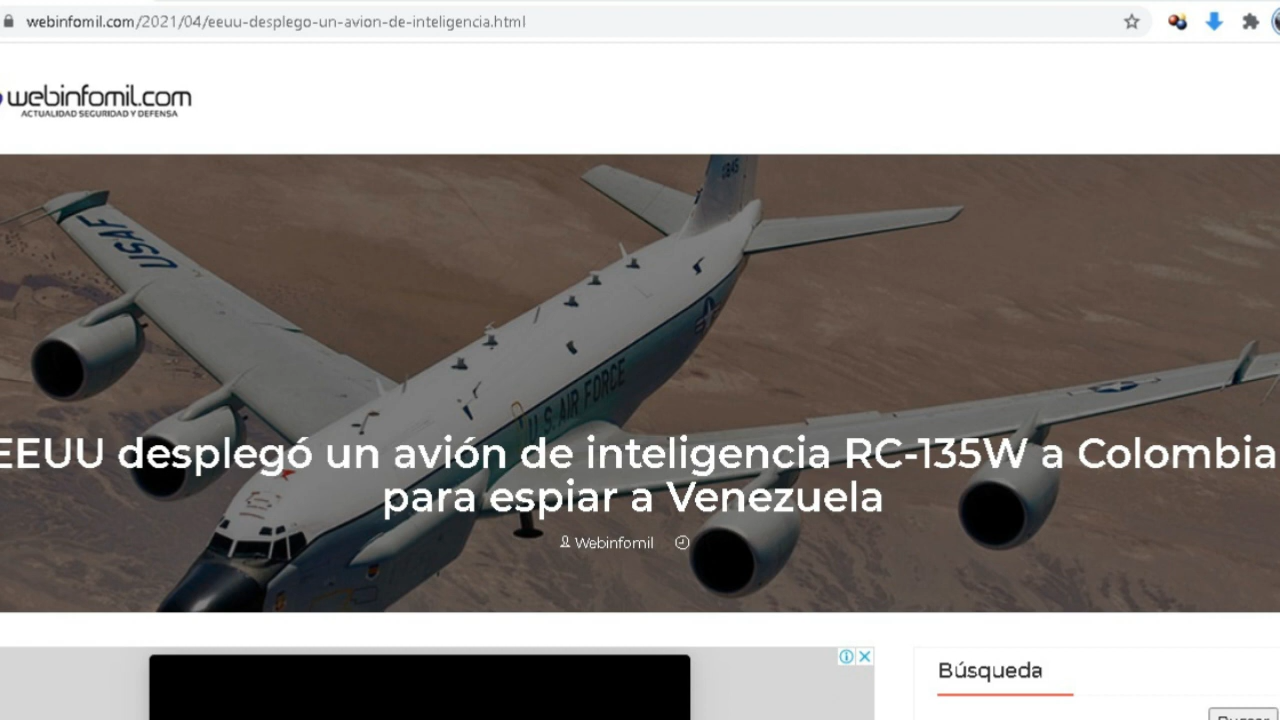 webinfomil.com/2021/04/eeuu-desplego-un-avion-de-inteligencia.html
webinfomil.com
ACTUALIDAD SEGURIDAD Y DEFENSA
USAF
U.S. AIR FORCE
EEUU desplegó un avión de inteligencia RC-135W a Colombia
para espiar a Venezuela
Webinfomil
Búsqueda